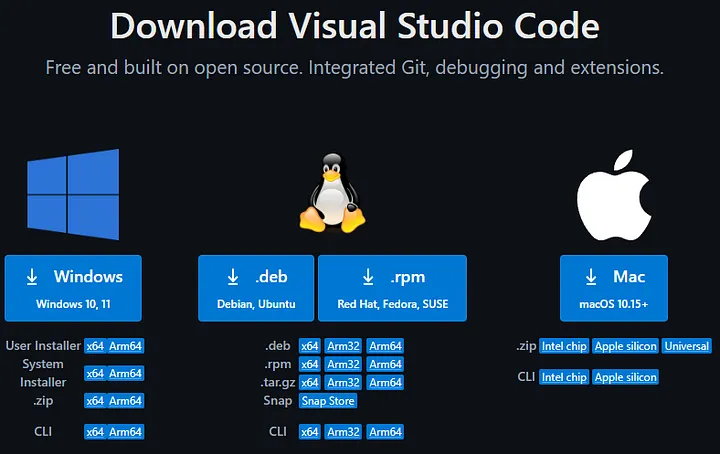 Download Visual Studio Code
Free and built on open source. Integrated Git, debugging and extensions.
Windows
Windows 10, 11
User Installer x64 Arm64
System
Installer x64 Arm64
.zip x64 Arm64
CLI x64 Arm64
.deb
Debian, Ubuntu
.rpm
Red Hat, Fedora, SUSE
.deb x64 Arm32 Arm64
.rpm x64 Arm32 Arm64
.tar.gz x64 Arm32 Arm64
Snap Snap Store
CLI x64 Arm32 Arm64
Mac
macOS 10.15+
.zip Intel chip Apple silicon Universal
CLI Intel chip Apple silicon